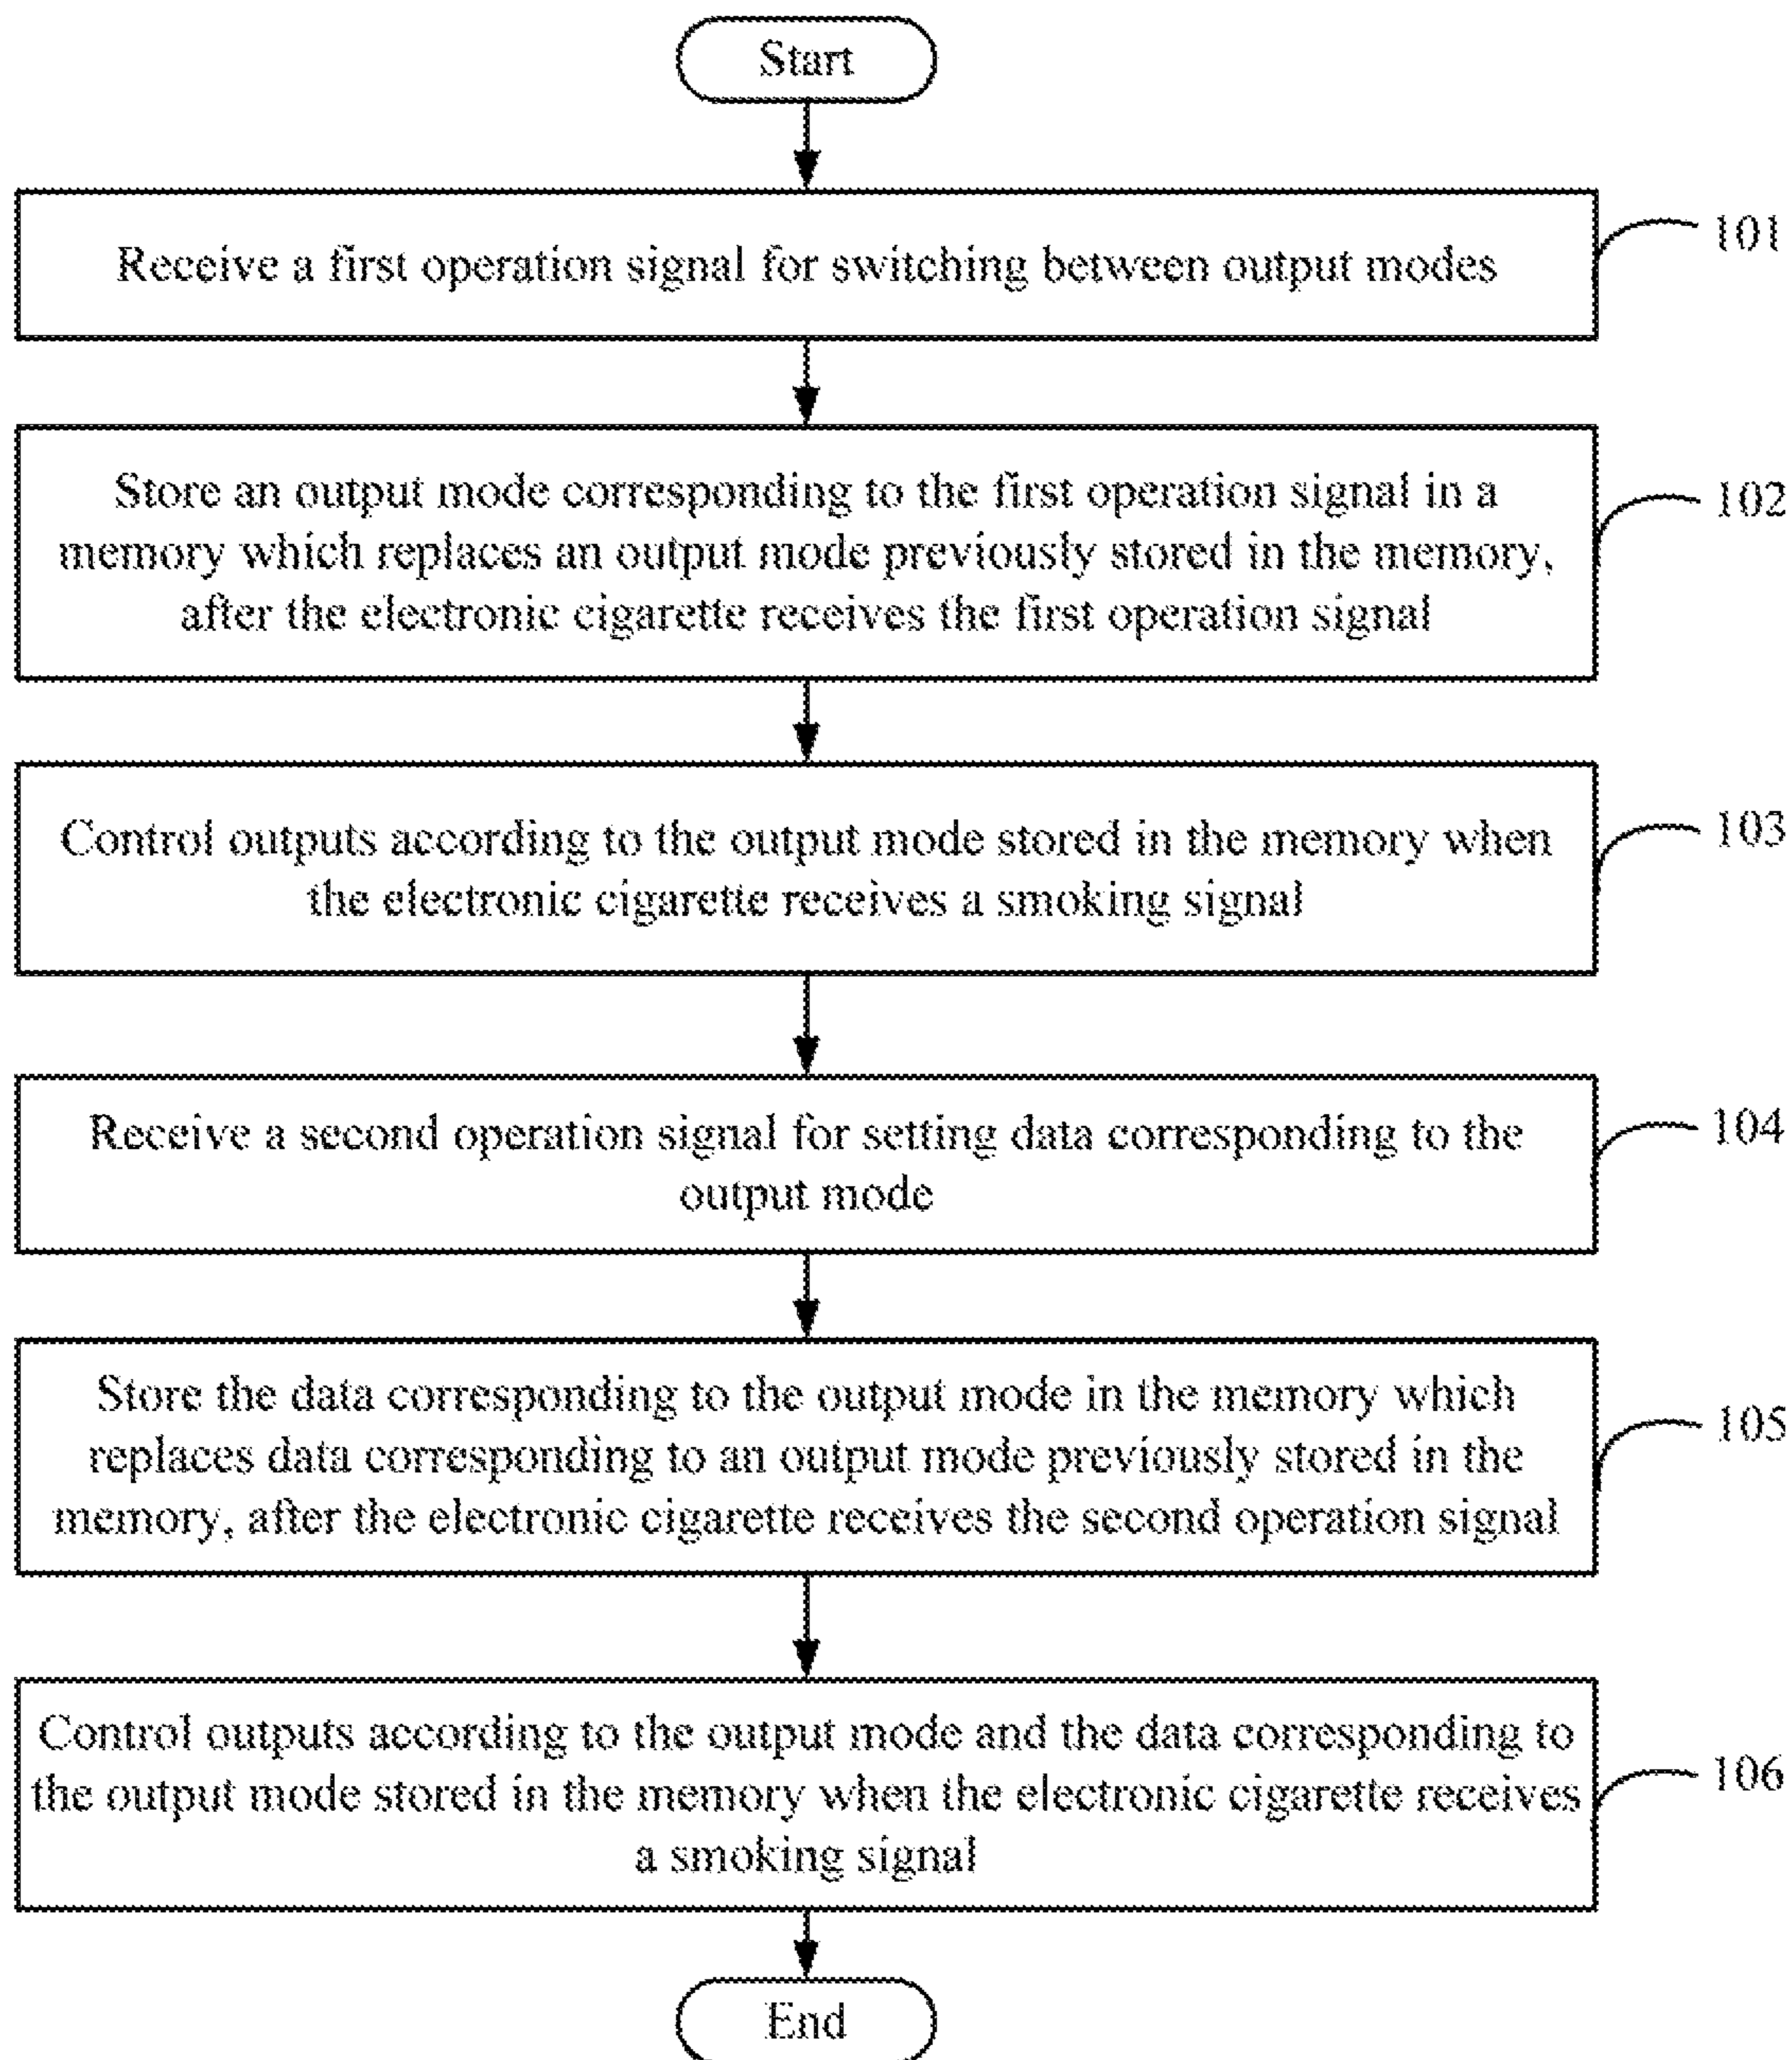 Start
Receive a first operation signal for switching between output modes
101
Store an output mode corresponding to the first operation signal in a
memory which replaces an output mode previously stored in the memory,
after the electronic cigarette receives the first operation signal
102
Control outputs according to the output mode stored in the memory when
the electronic cigarette receives a smoking signal
103
Receive a second operation signal for setting data corresponding to the
output mode
104
Store the data corresponding to the output mode in the memory which
replaces data corresponding to an output mode previously stored in the
memory, after the electronic cigarette receives the second operation signal
105
Control outputs according to the output mode and the data corresponding to
the output mode stored in the memory when the electronic cigarette receives
a smoking signal
106
End